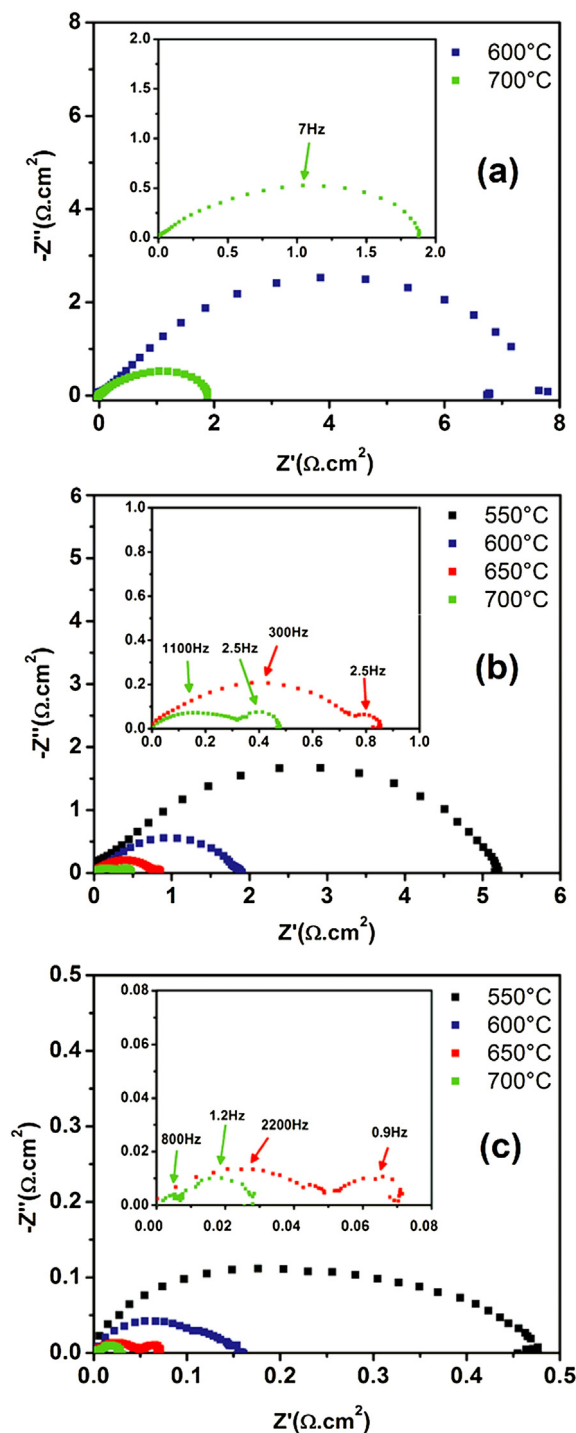 8
6
4
2
0
-Z''(Ω.cm²)
0
2
4
6
8
Z'(Ω.cm²)
600°C
700°C
(a)
2.0
1.5
1.0
0.5
0.0
0.0
0.5
1.0
1.5
2.0
7Hz
6
5
4
3
2
1
0
-Z''(Ω.cm²)
0
1
2
3
4
5
6
Z'(Ω.cm²)
550°C
600°C
650°C
700°C
(b)
1.0
0.8
0.6
0.4
0.2
0.0
0.0
0.2
0.4
0.6
0.8
1.0
1100Hz
2.5Hz
300Hz
2.5Hz
0.5
0.4
0.3
0.2
0.1
0.0
-Z''(Ω.cm²)
0.0
0.1
0.2
0.3
0.4
0.5
Z'(Ω.cm²)
550°C
600°C
650°C
700°C
(c)
0.08
0.06
0.04
0.02
0.00
0.00
0.02
0.04
0.06
0.08
800Hz
1.2Hz
2200Hz
0.9Hz